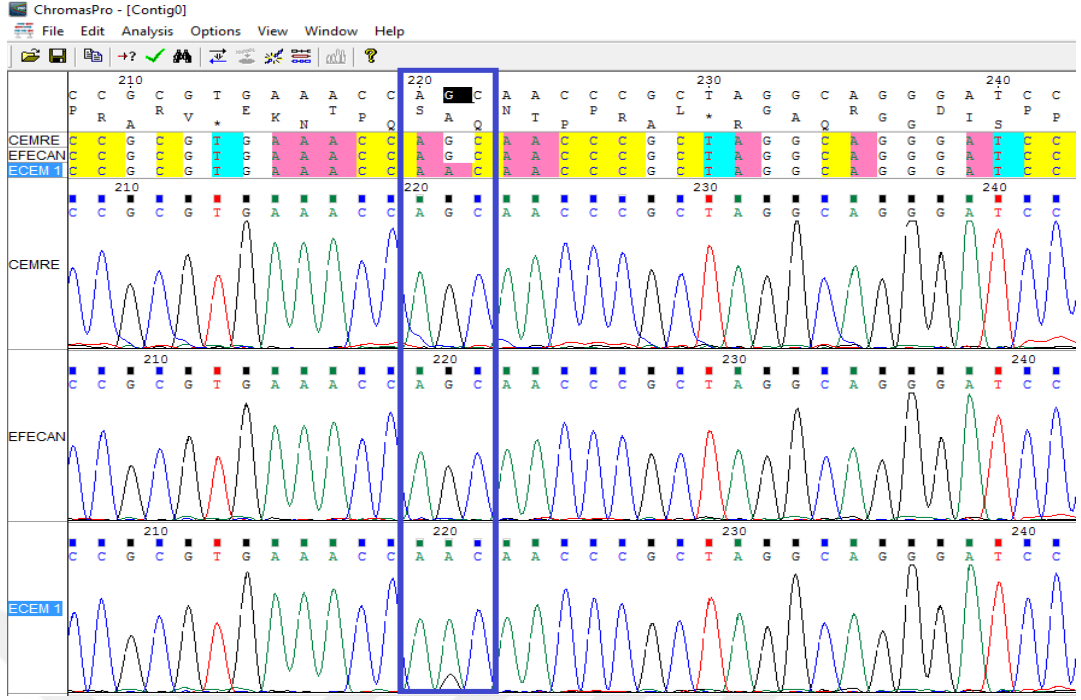 ChromasPro - [Contig0]
File Edit Analysis Options View Window Help
210 220 230 240
C C G C G T G A A A C C A G C A A C C C G C T A G G C A G G G A T C C
P R E T S N P L G R D P
R V K P A T R * A G I P
A * N Q Q P A R Q G S
CEMRE C C G C G T G A A A C C A G C A A C C C G C T A G G C A G G G A T C C
EFECAN C C G C G T G A A A C C A G C A A C C C G C T A G G C A G G G A T C C
ECEM 1 C C G C G T G A A A C C A A C A A C C C G C T A G G C A G G G A T C C
210 220 230 240
C C G C G T G A A A C C A G C A A C C C G C T A G G C A G G G A T C C
CEMRE
210 220 230 240
C C G C G T G A A A C C A G C A A C C C G C T A G G C A G G G A T C C
EFECAN
210 220 230 240
C C G C G T G A A A C C A A C A A C C C G C T A G G C A G G G A T C C
ECEM 1